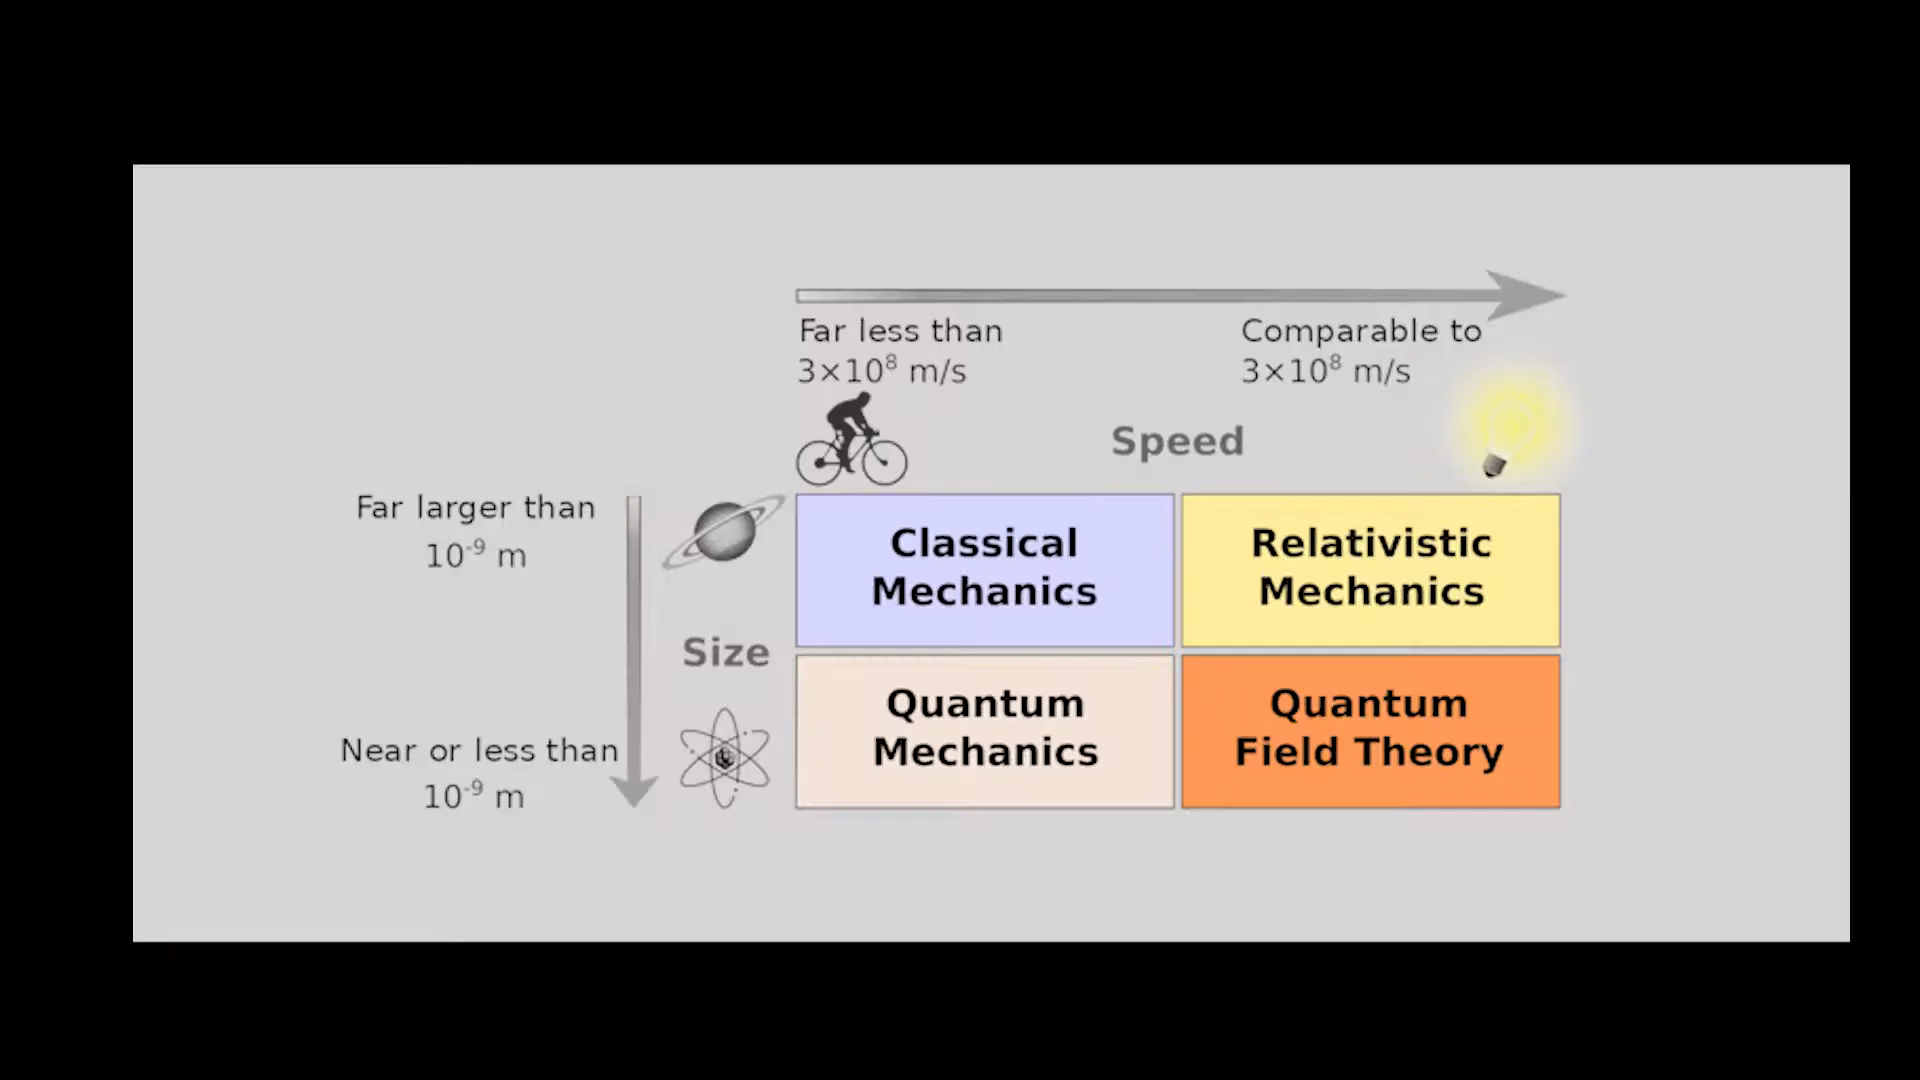 Far less than
3×10⁸ m/s
Comparable to
3×10⁸ m/s
Speed
Far larger than
10⁻⁹ m
Size
Near or less than
10⁻⁹ m
Classical
Mechanics
Relativistic
Mechanics
Quantum
Mechanics
Quantum
Field Theory